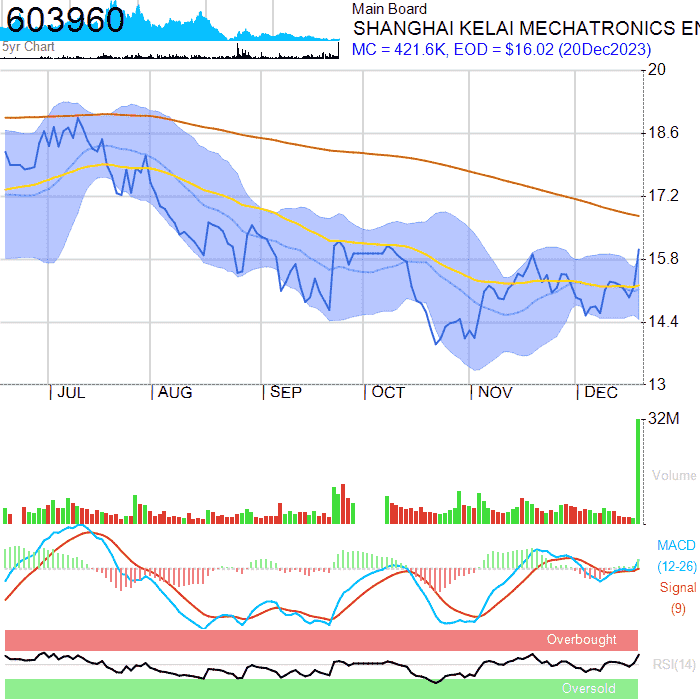 603960
5yr Chart
Main Board
SHANGHAI KELAI MECHATRONICS EN
MC = 421.6K, EOD = $16.02 (20Dec2023)
20
18.6
17.2
15.8
14.4
13
JUL AUG SEP OCT NOV DEC
32M
Volume
MACD
(12-26)
Signal
(9)
Overbought
RSI(14)
Oversold